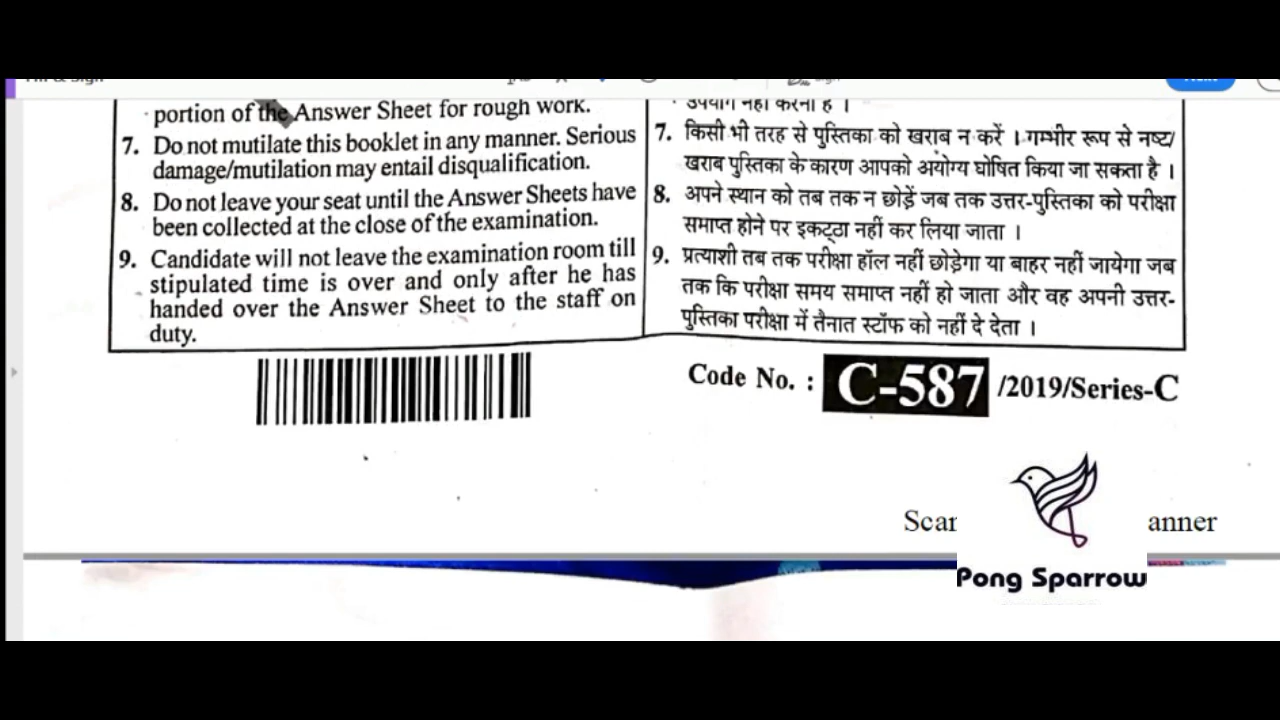 portion of the Answer Sheet for rough work.
7. Do not mutilate this booklet in any manner. Serious
damage/mutilation may entail disqualification.
8. Do not leave your seat until the Answer Sheets have
been collected at the close of the examination.
9. Candidate will not leave the examination room till
stipulated time is over and only after he has
handed over the Answer Sheet to the staff on
duty.
उपयोग नहीं करना है ।
7. किसी भी तरह से पुस्तिका को खराब न करें । गम्भीर रूप से नष्ट/
खराब पुस्तिका के कारण आपको अयोग्य घोषित किया जा सकता है ।
8. अपने स्थान को तब तक न छोड़ें जब तक उत्तर-पुस्तिका को परीक्षा
समाप्त होने पर इकट्ठा नहीं कर लिया जाता ।
9. प्रत्याशी तब तक परीक्षा हॉल नहीं छोड़ेगा या बाहर नहीं जायेगा जब
तक कि परीक्षा समय समाप्त नहीं हो जाता और वह अपनी उत्तर-
पुस्तिका परीक्षा में तैनात स्टॉफ को नहीं दे देता ।
Code No. : C-587 /2019/Series-C
Scan anner
Pong Sparrow